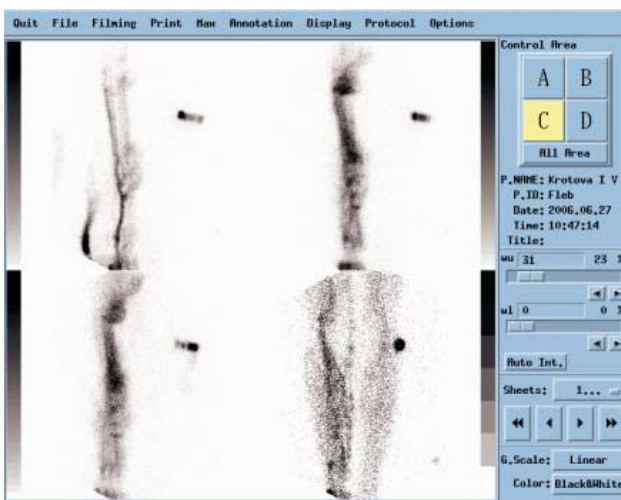 Quit File Filming Print Max Annotation Display Protocol Options
Control Area
A B
C D
All Area
P.NAME: Krotova I V
P.ID: Fleb
Date: 2006.06.27
Time: 10:47:14
Title:
wu 31 23 %
wl 0 0 %
Auto Int.
Sheets: 1...
G.Scale: Linear
Color: Black&White